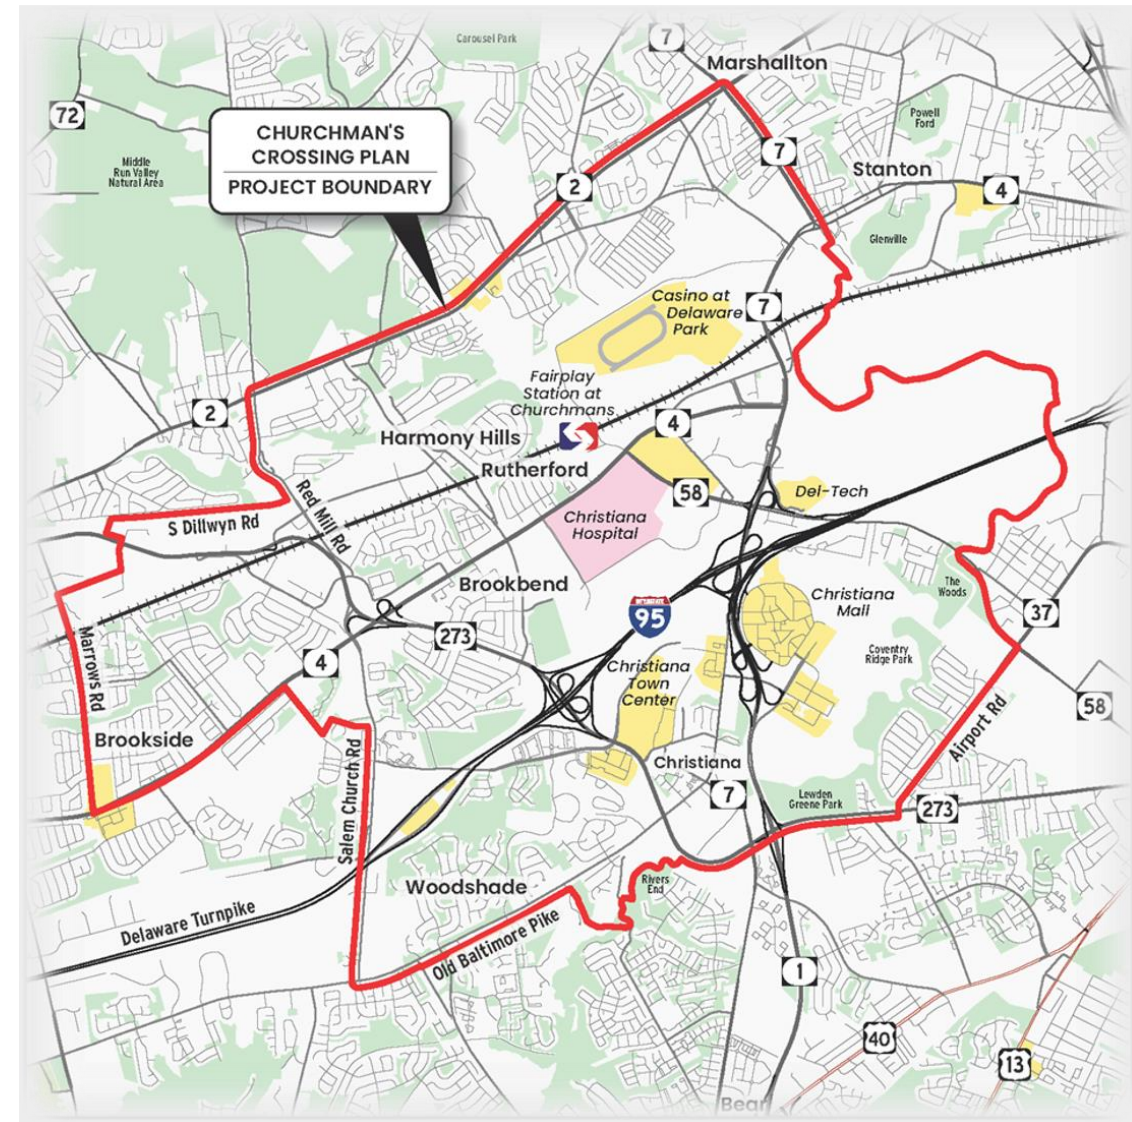 Carousel Park
7
Marshallton
72
Powell
Ford
CHURCHMAN'S
CROSSING PLAN
PROJECT BOUNDARY
7
Middle
Run Valley
Natural Area
Stanton
2
4
Glenville
Casino at
Delaware
Park
7
Fairplay
Station at
Churchmans
2
4
Harmony Hills
Rutherford
58
Del-Tech
Red Mill Rd
S Dillwyn Rd
Christiana
Hospital
Brookbend
The
Woods
Christiana
Mall
INTERSTATE
95
37
273
Marrows Rd
4
Coventry
Ridge Park
Christiana
Town
Center
58
Airport Rd
Brookside
Christiana
Salem Church Rd
7
Lewden
Greene Park
273
Woodshade
Rivers
End
Delaware Turnpike
Old Baltimore Pike
1
40
13
Bear